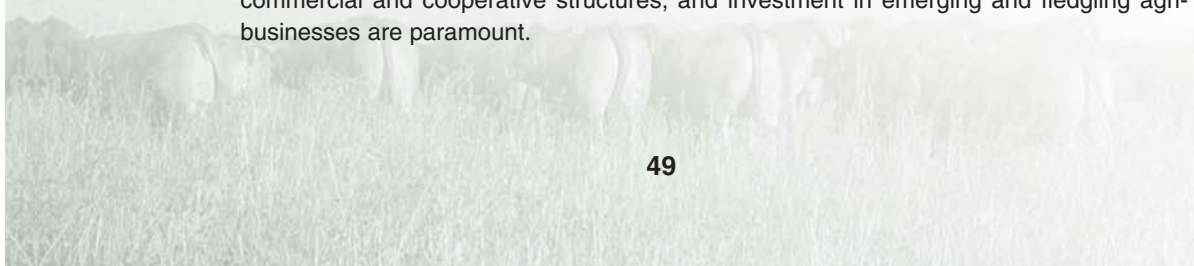 commercial and cooperative structures, and investment in emerging and fledgling agri-
businesses are paramount.
49